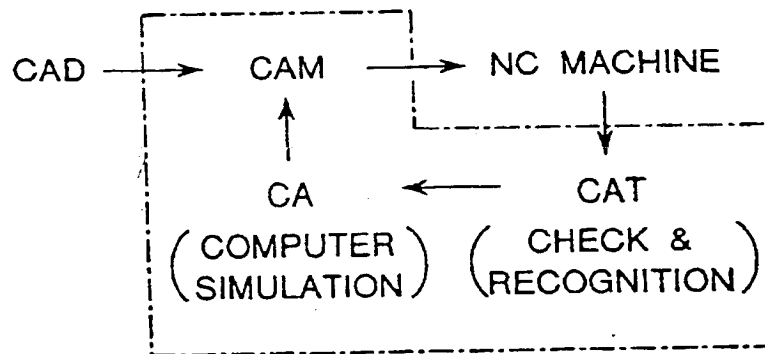 CAD CAM NC MACHINE
CA CAT
(COMPUTER SIMULATION) (CHECK & RECOGNITION)